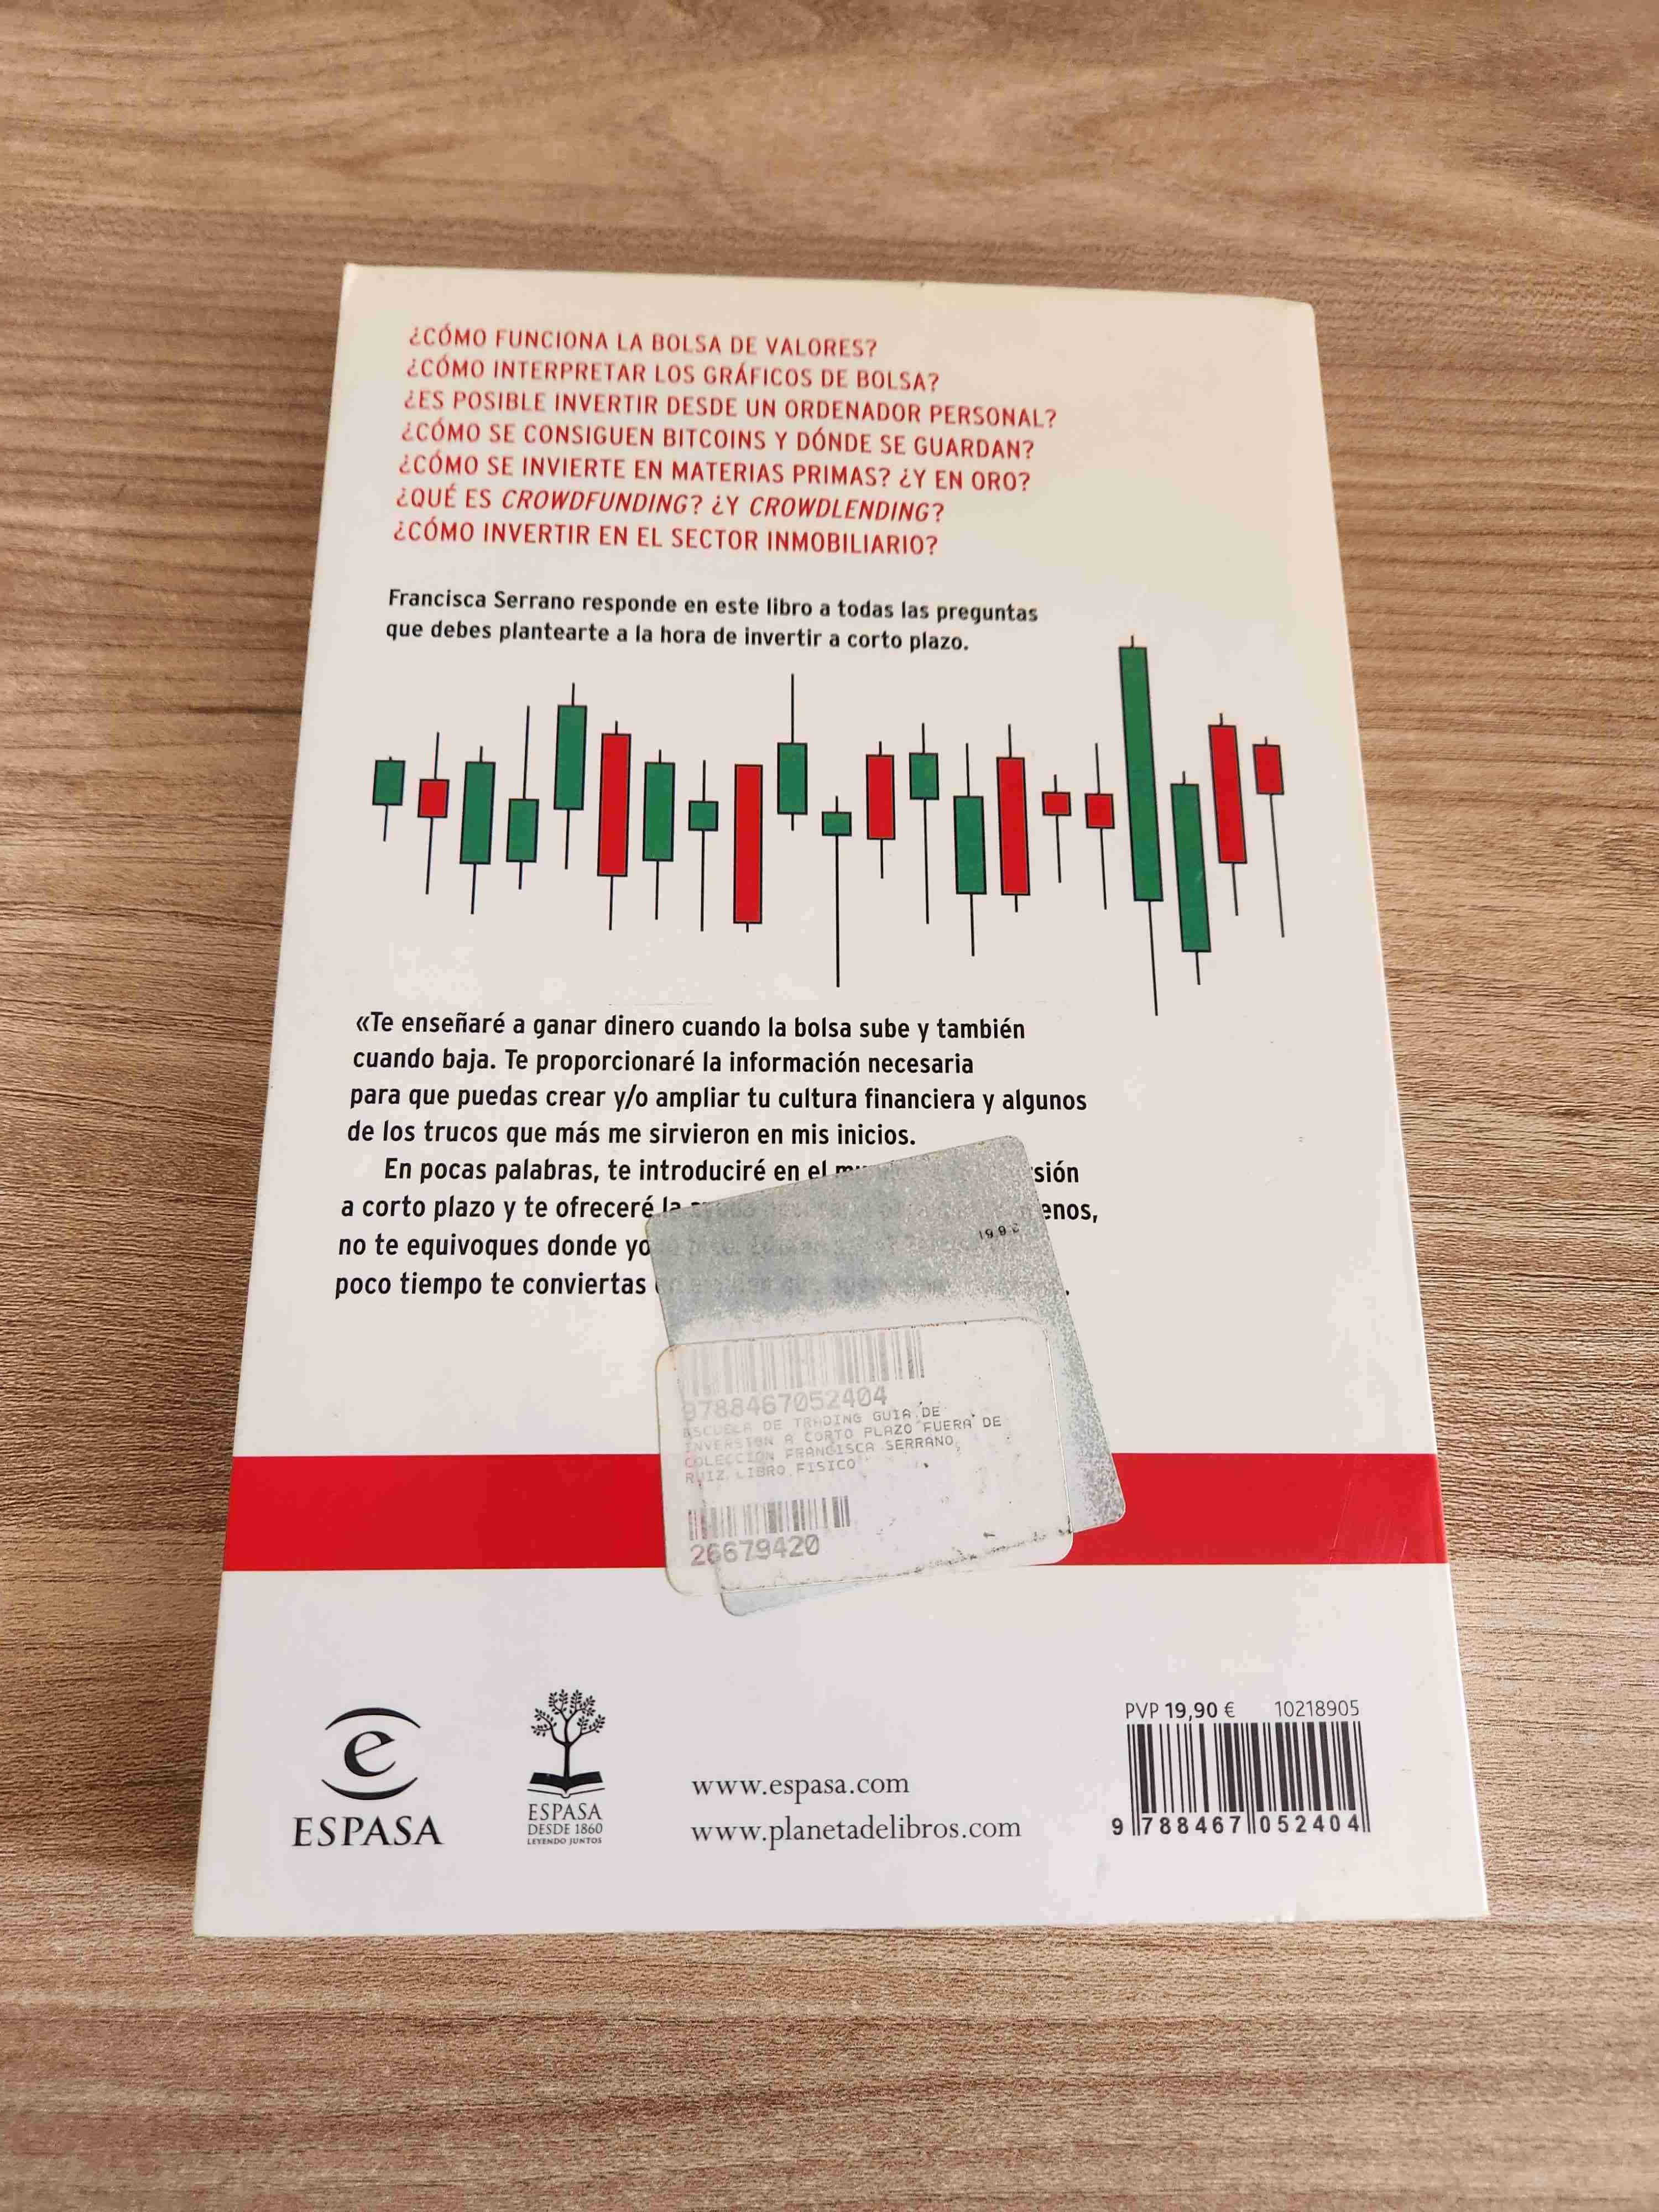 ¿CÓMO FUNCIONA LA BOLSA DE VALORES?
¿CÓMO INTERPRETAR LOS GRÁFICOS DE BOLSA?
¿ES POSIBLE INVERTIR DESDE UN ORDENADOR PERSONAL?
¿CÓMO SE CONSIGUEN BITCOINS Y DÓNDE SE GUARDAN?
¿CÓMO SE INVIERTE EN MATERIAS PRIMAS? ¿Y EN ORO?
¿QUÉ ES CROWDFUNDING? ¿Y CROWDLENDING?
¿CÓMO INVERTIR EN EL SECTOR INMOBILIARIO?
Francisca Serrano responde en este libro a todas las preguntas
que debes plantearte a la hora de invertir a corto plazo.
«Te enseñaré a ganar dinero cuando la bolsa sube y también
cuando baja. Te proporcionaré la información necesaria
para que puedas crear y/o ampliar tu cultura financiera y algunos
de los trucos que más me sirvieron en mis inicios.
En pocas palabras, te introduciré en el
a corto plazo y te ofreceré la
no te equivoques donde yo
poco tiempo te conviertas
9788467052404
ESCUELA DE TRADING GUIA DE
INVERSION A CORTO PLAZO FUERA DE
COLECCION FRANCISCA SERRANO
RUIZ LIBRO FISICO
26679420
PVP 19,90 € 10218905
9 788467 052404
e
ESPASA
ESPASA
DESDE 1860
LEYENDO JUNTOS
www.espasa.com
www.planetadelibros.com